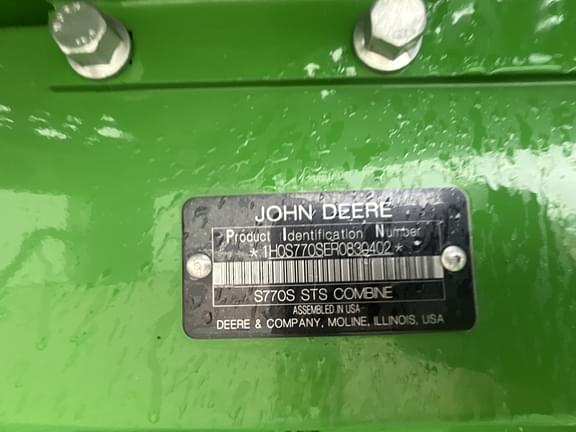 JOHN DEERE
Product Identification Number
*1H0S770SER0830402*
S770S STS COMBINE
ASSEMBLED IN USA
DEERE & COMPANY, MOLINE, ILLINOIS, USA